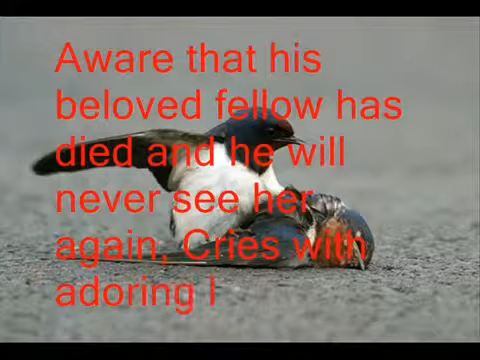 Aware that his
beloved fellow has
died and he will
never see her
again, Cries with
adoring l